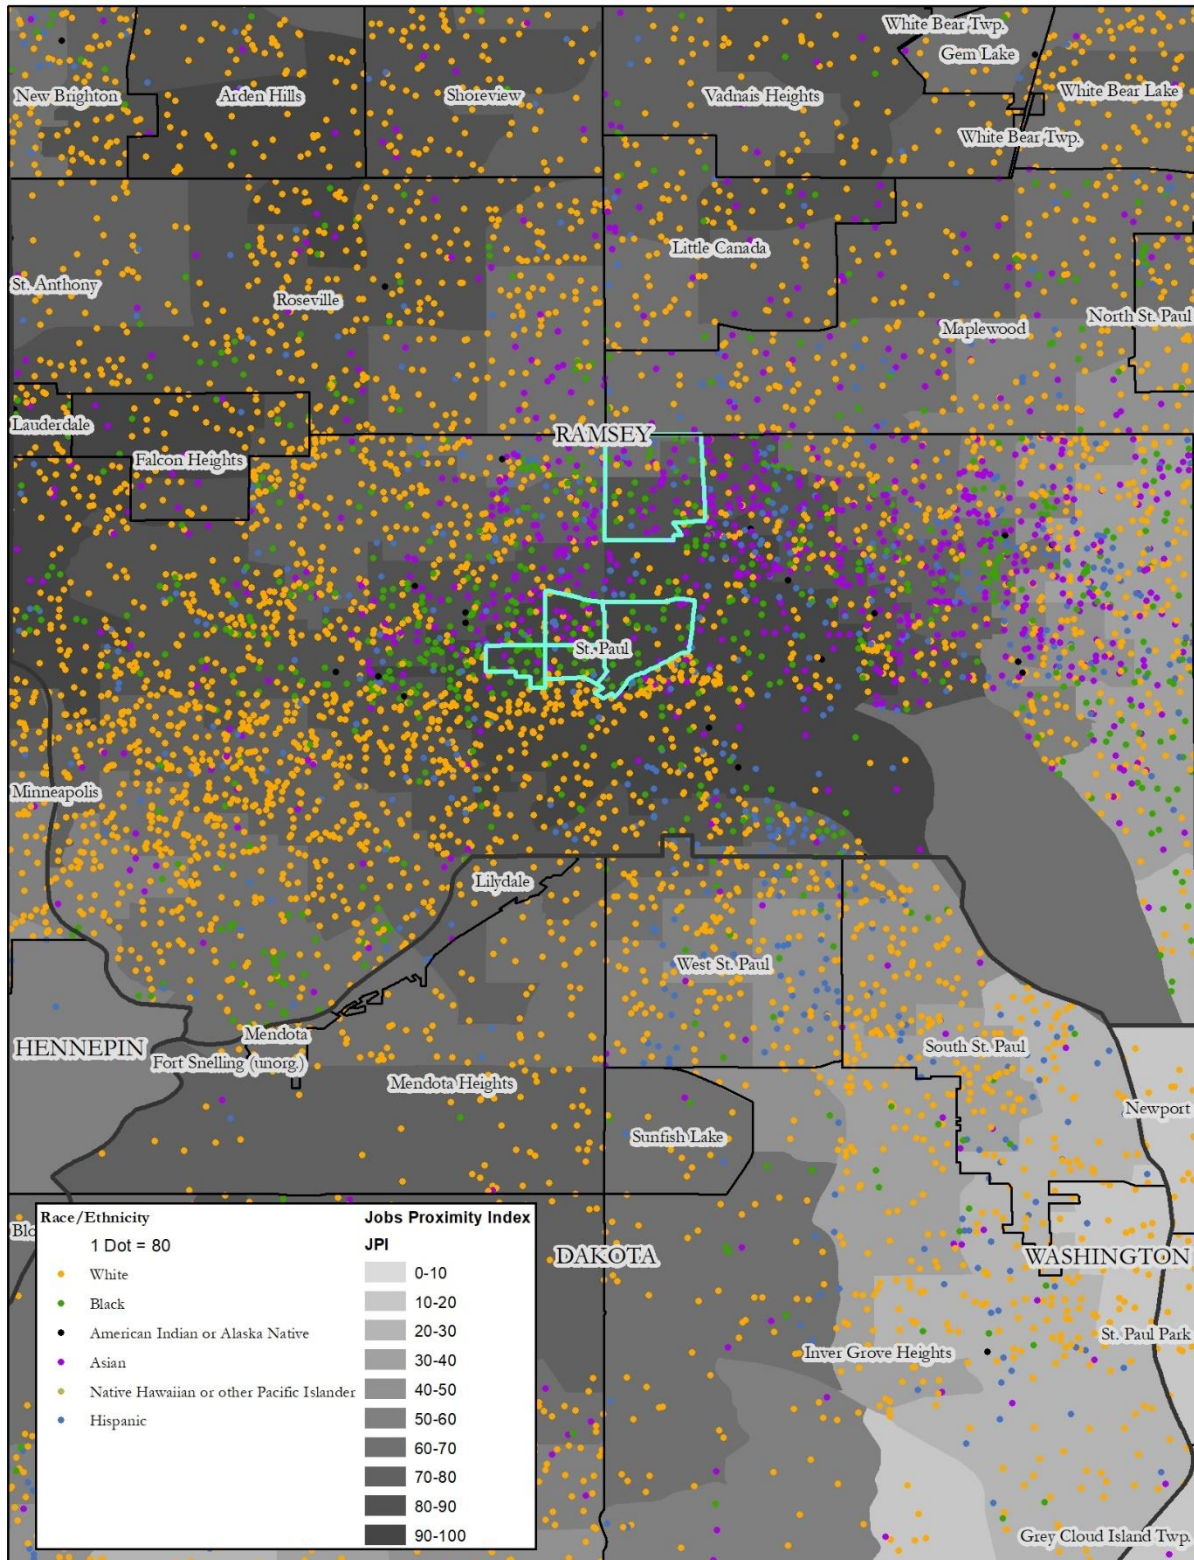 White Bear Twp.
Gem Lake
New Brighton
Arden Hills
Shoreview
Vadnais Heights
White Bear Lake
White Bear Twp.
Little Canada
St. Anthony
Roseville
North St. Paul
Maplewood
Lauderdale
RAMSEY
Falcon Heights
St. Paul
Minneapolis
Lilydale
West St. Paul
Mendota
HENNEPIN
Fort Snelling (unorg.)
South St. Paul
Mendota Heights
Newport
Sunfish Lake
Blo
DAKOTA
WASHINGTON
St. Paul Park
Inver Grove Heights
Grey Cloud Island Twp.
Race/Ethnicity
1 Dot = 80
White
Black
American Indian or Alaska Native
Asian
Native Hawaiian or other Pacific Islander
Hispanic
Jobs Proximity Index
JPI
0-10
10-20
20-30
30-40
40-50
50-60
60-70
70-80
80-90
90-100